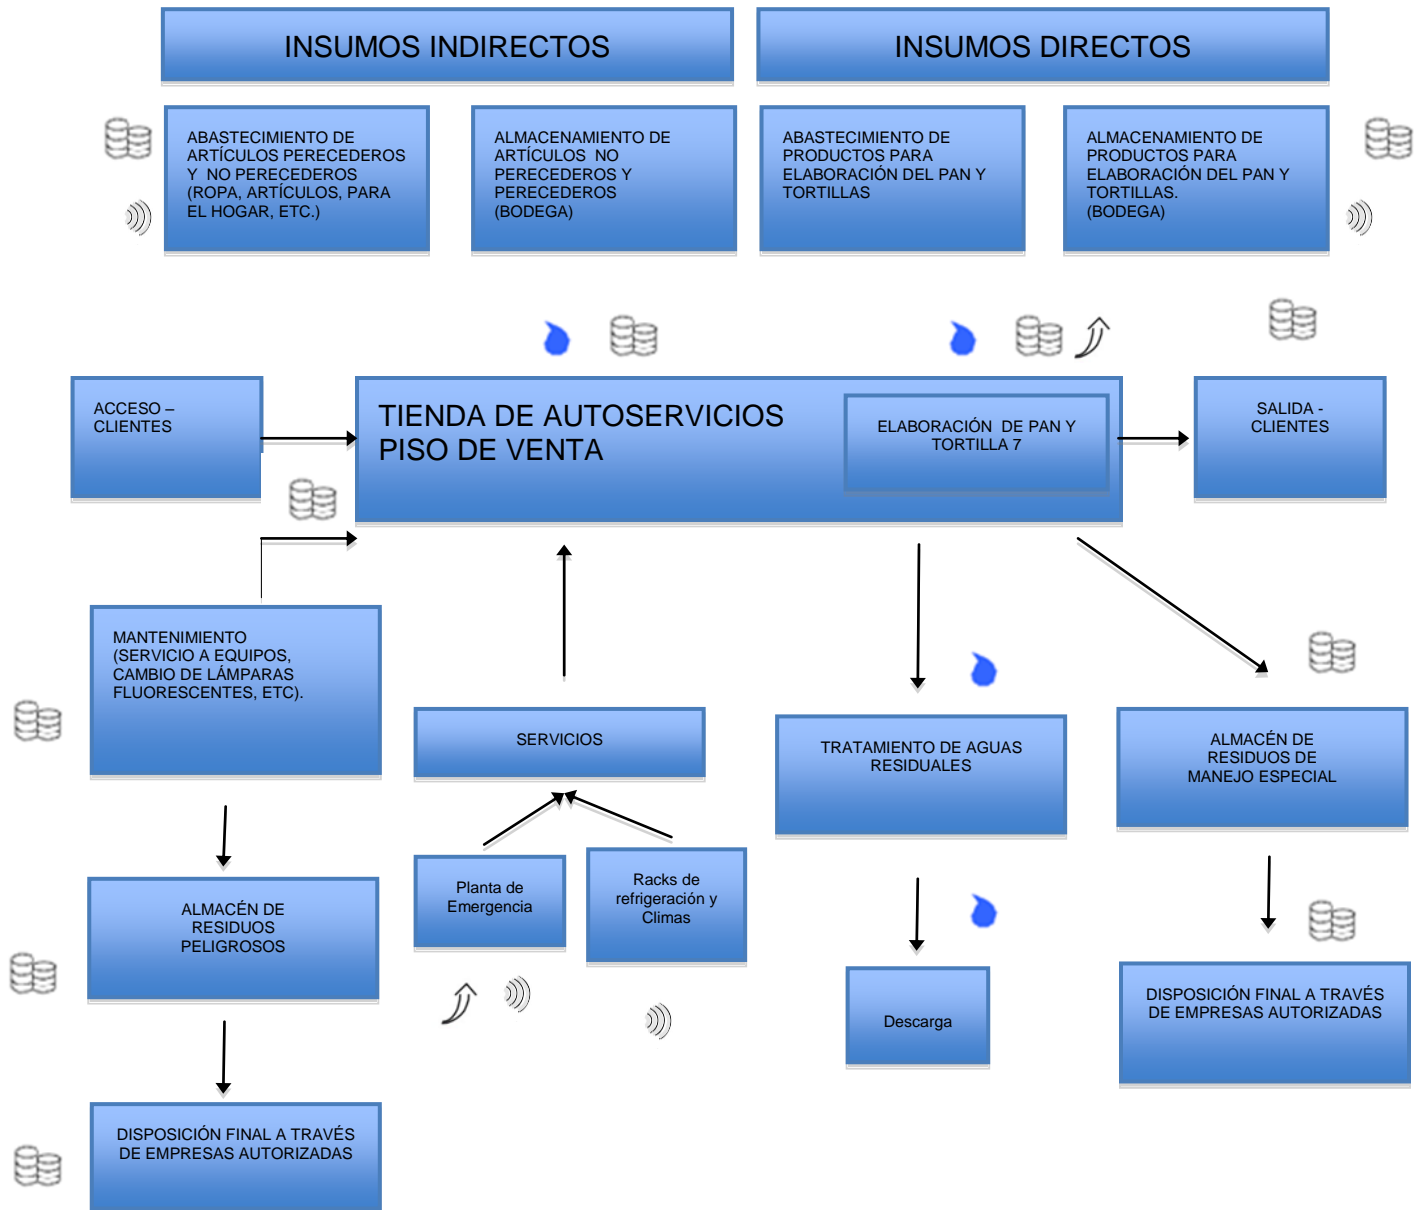 INSUMOS INDIRECTOS
INSUMOS DIRECTOS
ABASTECIMIENTO DE
ARTÍCULOS PERECEDEROS
Y NO PERECEDEROS
(ROPA, ARTÍCULOS, PARA
EL HOGAR, ETC.)
ALMACENAMIENTO DE
ARTÍCULOS NO
PERECEDEROS Y
PERECEDEROS
(BODEGA)
ABASTECIMIENTO DE
PRODUCTOS PARA
ELABORACIÓN DEL PAN Y
TORTILLAS
ALMACENAMIENTO DE
PRODUCTOS PARA
ELABORACIÓN DEL PAN Y
TORTILLAS.
(BODEGA)
ACCESO –
CLIENTES
TIENDA DE AUTOSERVICIOS
PISO DE VENTA
ELABORACIÓN DE PAN Y
TORTILLA 7
SALIDA -
CLIENTES
MANTENIMIENTO
(SERVICIO A EQUIPOS,
CAMBIO DE LÁMPARAS
FLUORESCENTES, ETC).
SERVICIOS
TRATAMIENTO DE AGUAS
RESIDUALES
ALMACÉN DE
RESIDUOS DE
MANEJO ESPECIAL
ALMACÉN DE
RESIDUOS
PELIGROSOS
Planta de
Emergencia
Racks de
refrigeración y
Climas
Descarga
DISPOSICIÓN FINAL A TRAVÉS
DE EMPRESAS AUTORIZADAS
DISPOSICIÓN FINAL A TRAVÉS
DE EMPRESAS AUTORIZADAS